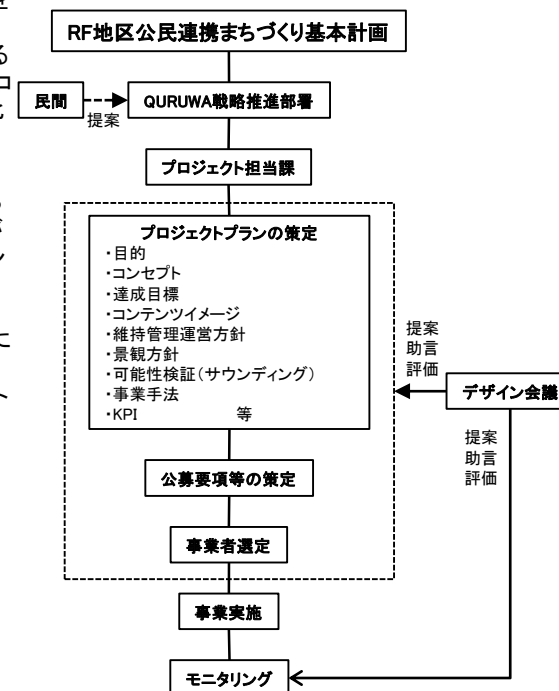 RF地区公民連携まちづくり基本計画
民間
提案
QURUWA戦略推進部署
プロジェクト担当課
プロジェクトプランの策定
・目的
・コンセプト
・達成目標
・コンテンツイメージ
・維持管理運営方針
・景観方針
・可能性検証(サウンディング)
・事業手法
・KPI 等
提案
助言
評価
デザイン会議
提案
助言
評価
公募要項等の策定
事業者選定
事業実施
モニタリング